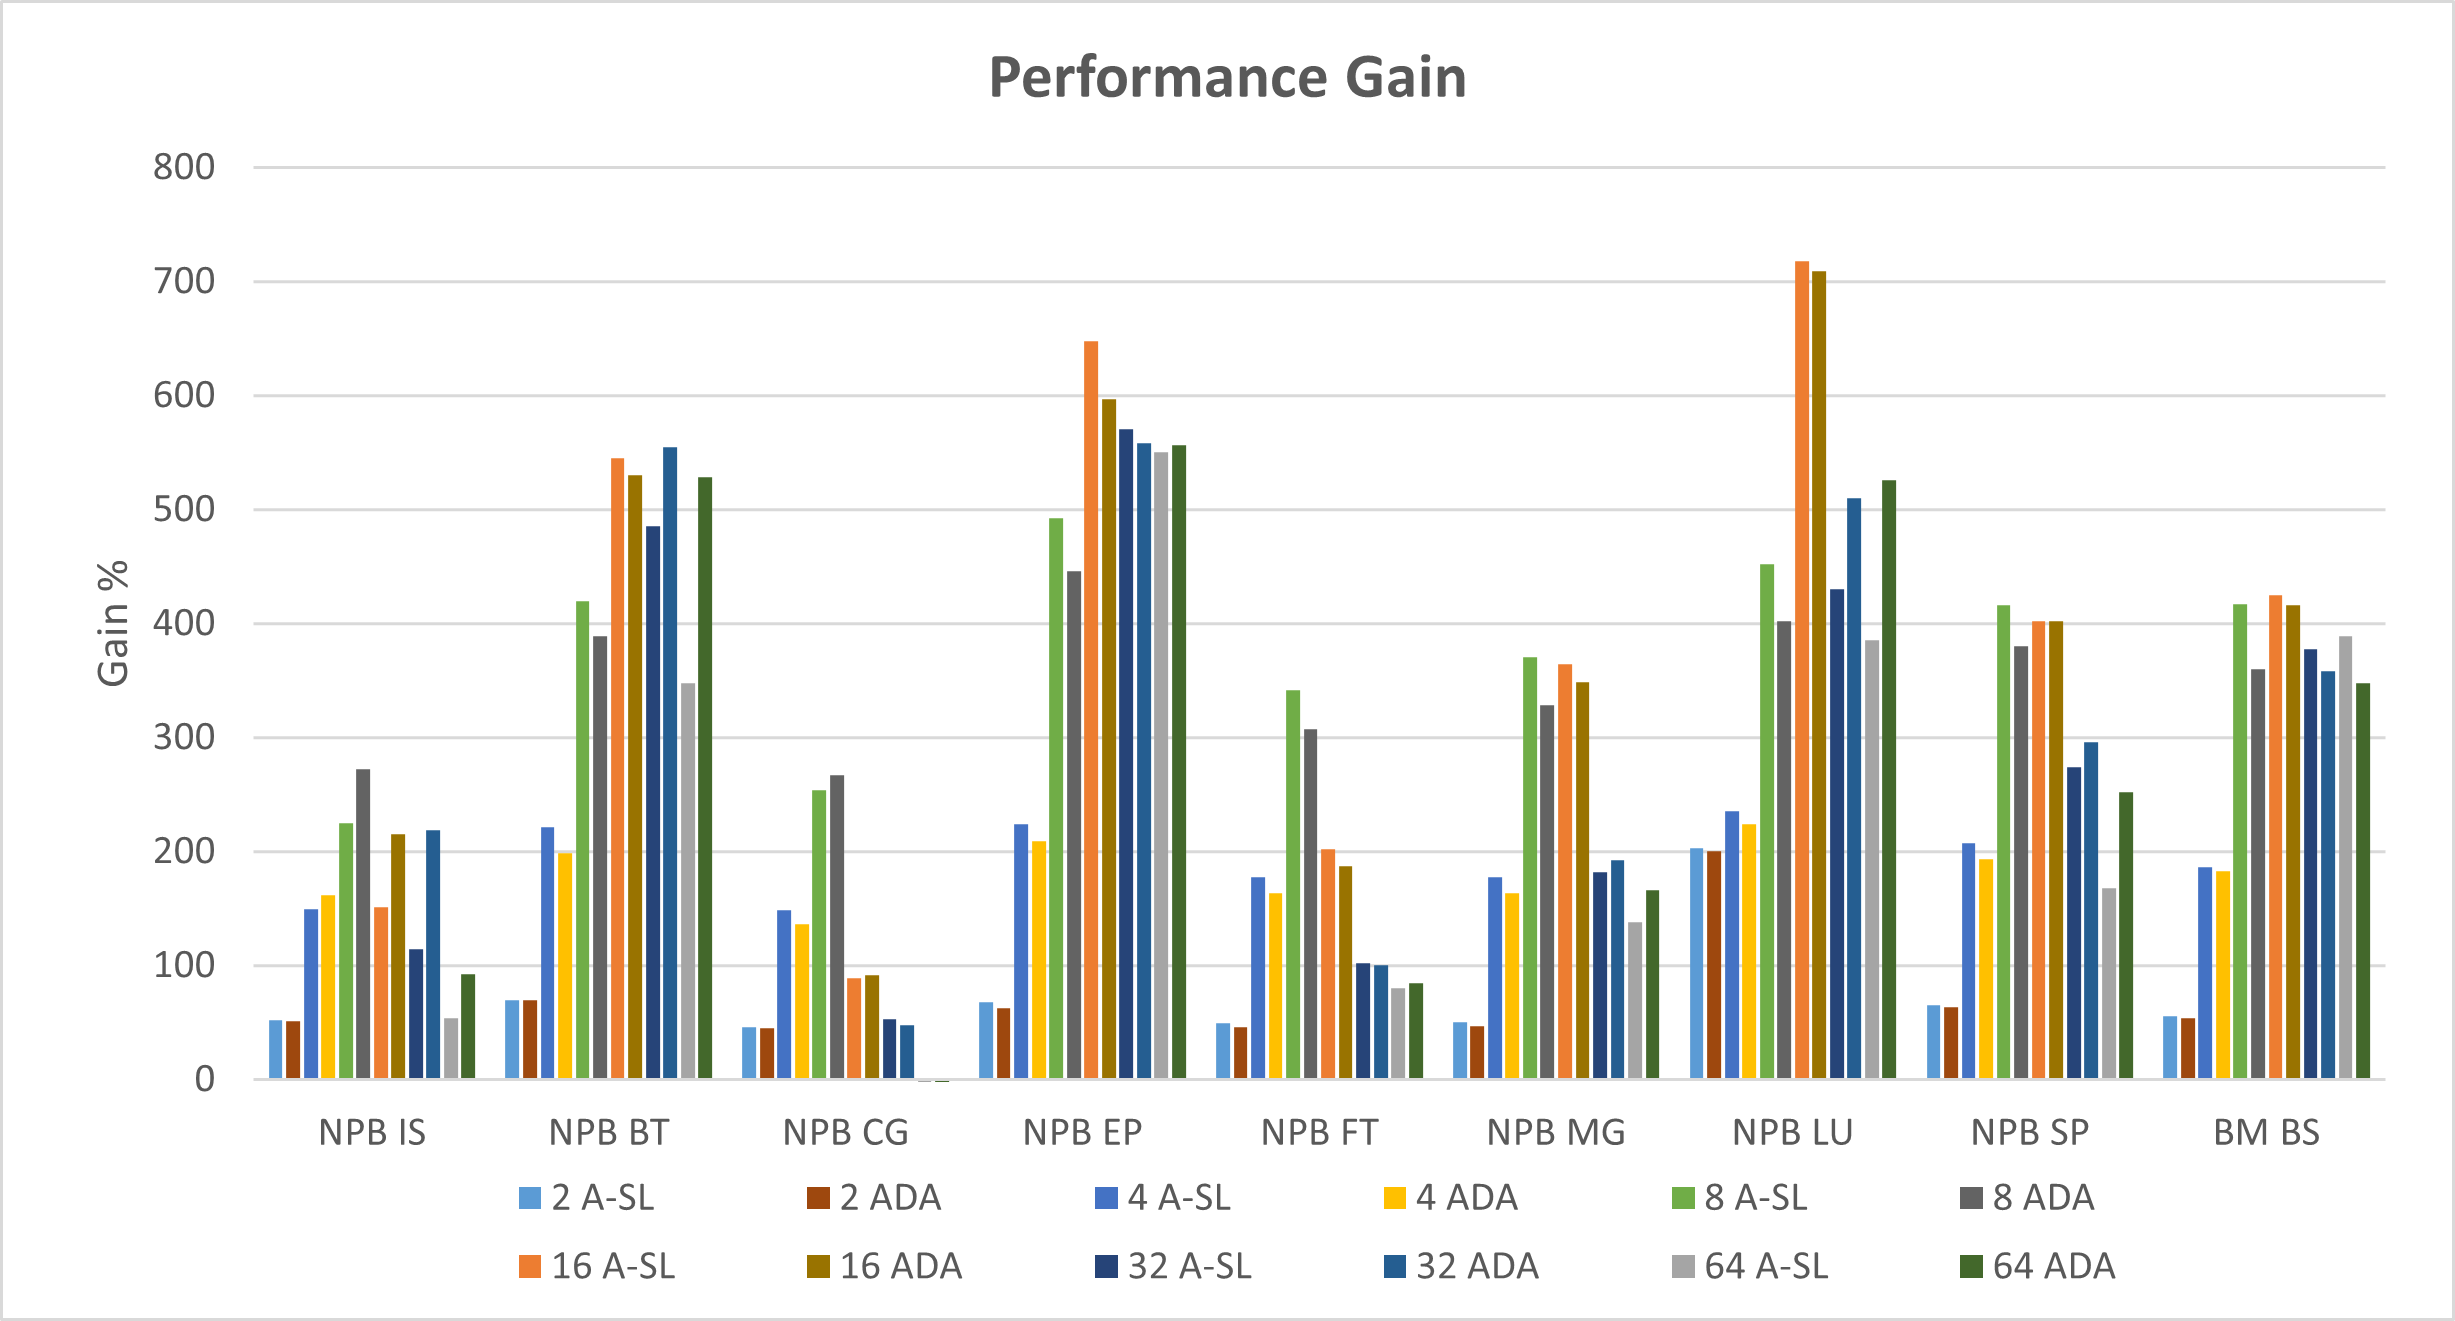 Performance Gain
800
700
600
500
400
300
200
100
0
Gain %
NPB IS NPB BT NPB CG NPB EP NPB FT NPB MG NPB LU NPB SP BM BS
2 A-SL 2 ADA 4 A-SL 4 ADA 8 A-SL 8 ADA
16 A-SL 16 ADA 32 A-SL 32 ADA 64 A-SL 64 ADA